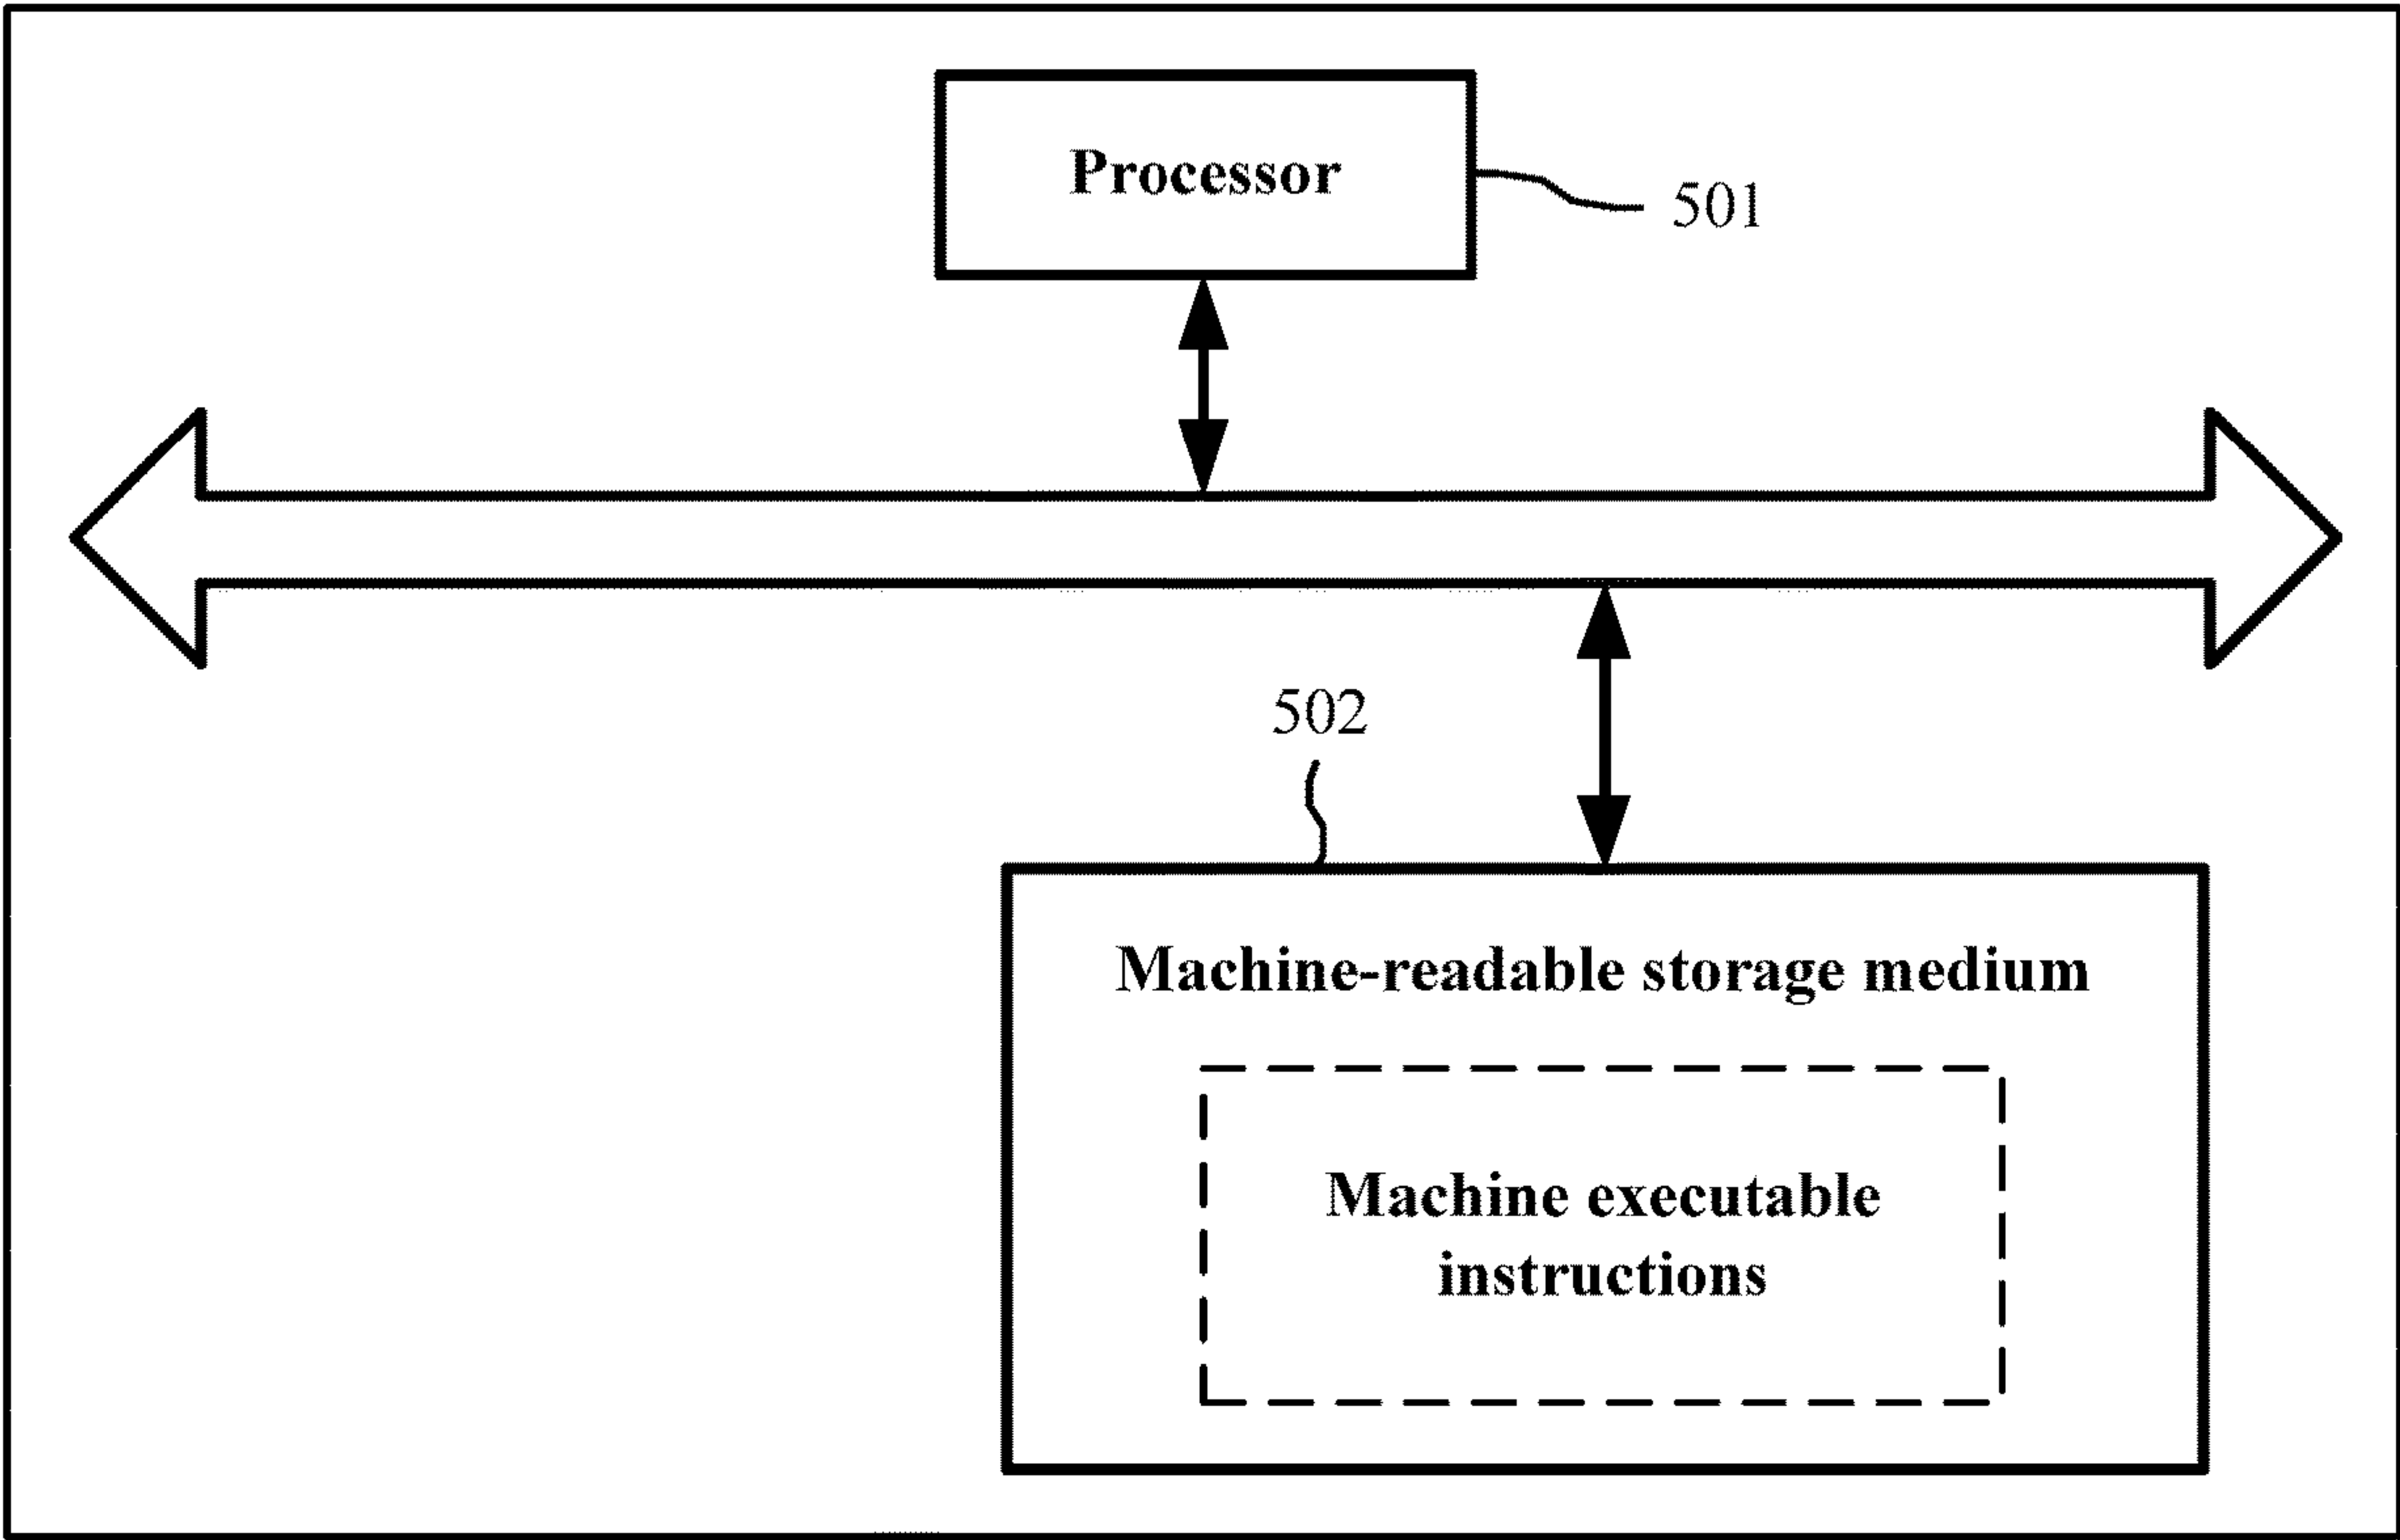 Processor
501
502
Machine-readable storage medium
Machine executable
instructions